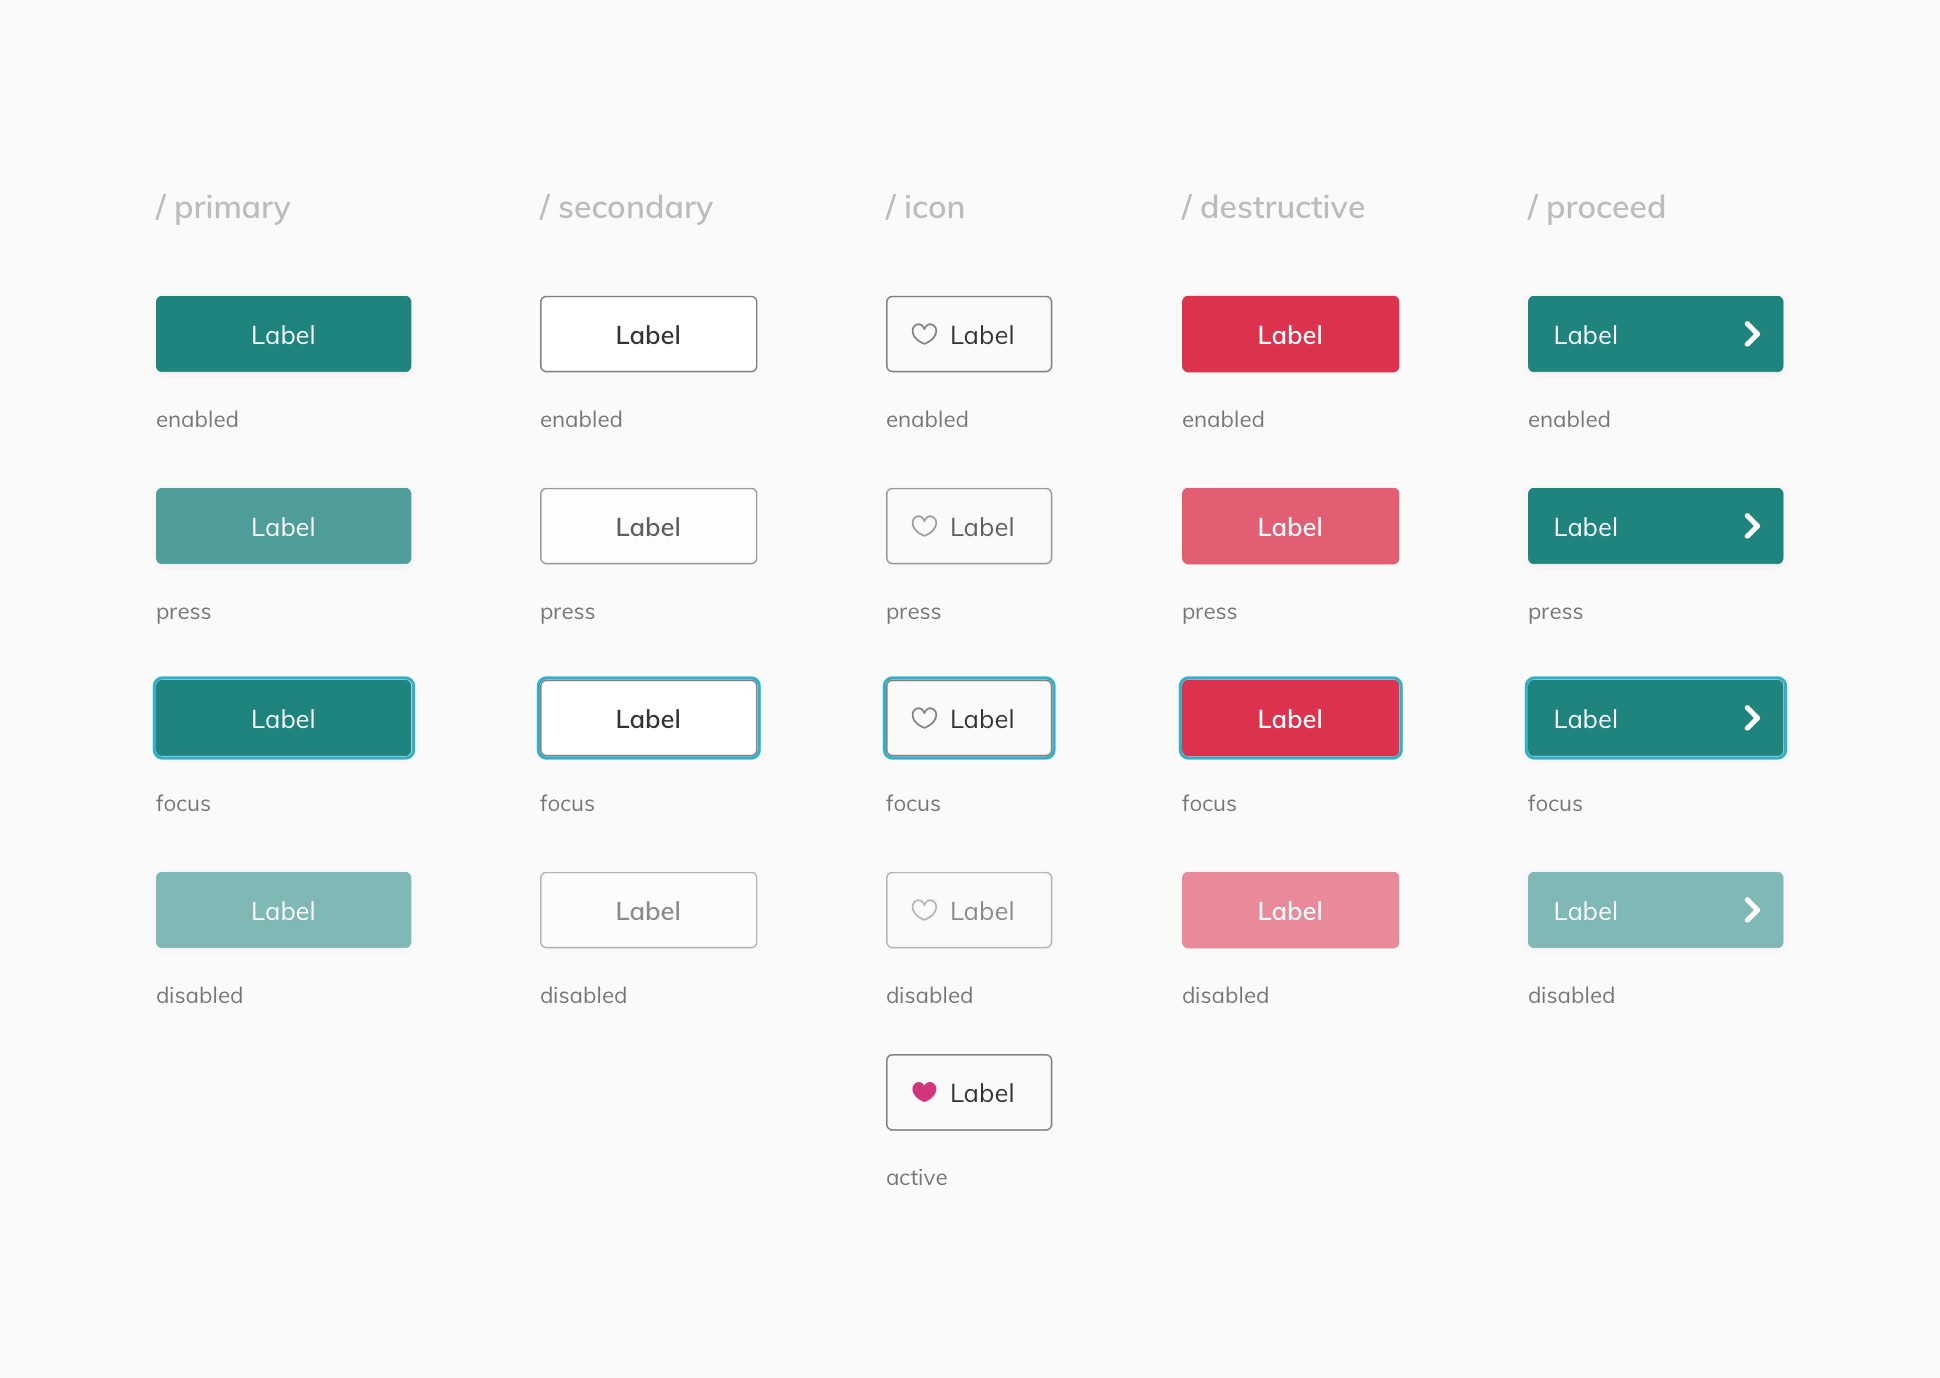 / primary / secondary / icon / destructive / proceed
Label Label Label Label Label
enabled enabled enabled enabled enabled
Label Label Label Label Label
press press press press press
Label Label Label Label Label
focus focus focus focus focus
Label Label Label Label Label
disabled disabled disabled disabled disabled
Label
active